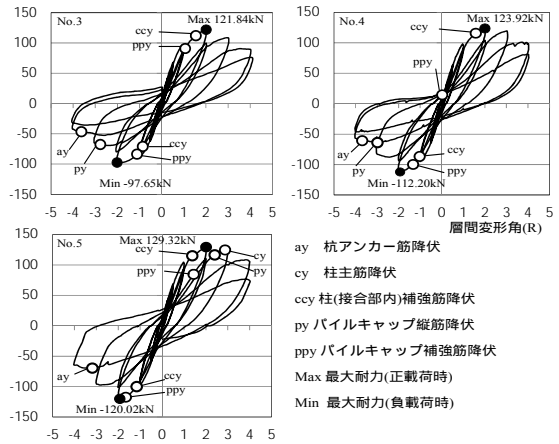 No.3
Max 121.84kN
ccy
ppy
ay
py
ccy
ppy
Min -97.65kN
150
100
50
0
-50
-100
-150
-5 -4 -3 -2 -1 0 1 2 3 4 5
No.4
Max 123.92kN
ccy
ppy
ay
py
ccy
ppy
Min -112.20kN
150
100
50
0
-50
-100
-150
-5 -4 -3 -2 -1 0 1 2 3 4 5
層間変形角(R)
No.5
Max 129.32kN
ccy
cy
ppy
py
ay
ccy
ppy
Min -120.02kN
150
100
50
0
-50
-100
-150
-5 -4 -3 -2 -1 0 1 2 3 4 5
ay 杭アンカー筋降伏
cy 柱主筋降伏
ccy 柱(接合部内)補強筋降伏
py パイルキャップ縦筋降伏
ppy パイルキャップ補強筋降伏
Max 最大耐力(正載荷時)
Min 最大耐力(負載荷時)